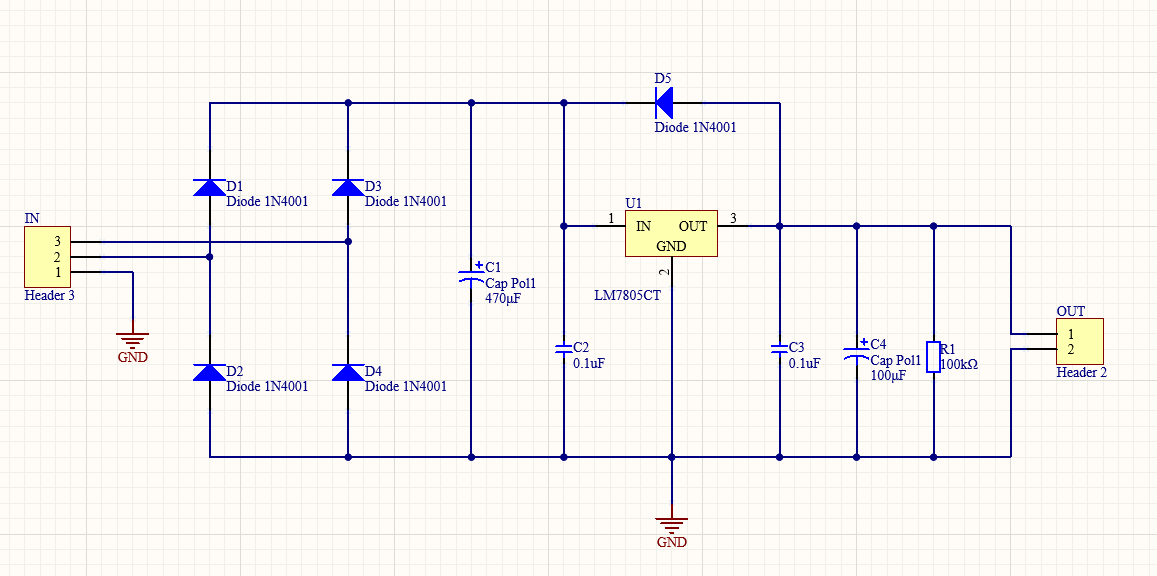 D5
Diode 1N4001
D1
Diode 1N4001
D3
Diode 1N4001
U1
1
IN
OUT
3
GND
2
LM7805CT
IN
3
2
1
Header 3
GND
C1
Cap Pol1
470µF
C2
0.1uF
C3
0.1uF
C4
Cap Pol1
100µF
R1
100kΩ
OUT
1
2
Header 2
D2
Diode 1N4001
D4
Diode 1N4001
GND